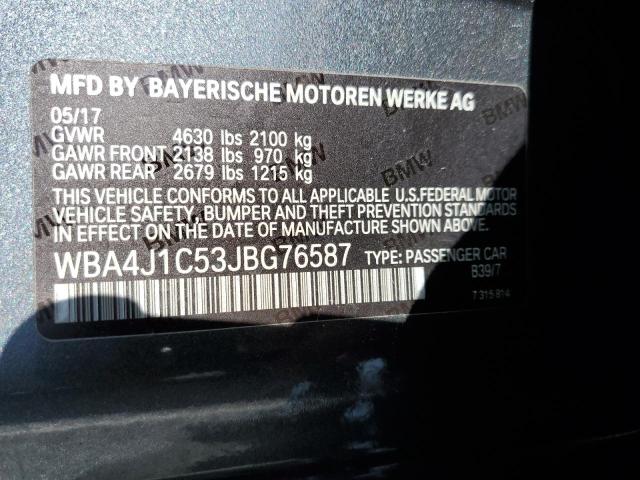 MFD BY BAYERISCHE MOTOREN WERKE AG
05/17
GVWR 4630 lbs 2100 kg
GAWR FRONT 2138 lbs 970 kg
GAWR REAR 2679 lbs 1215 kg
THIS VEHICLE CONFORMS TO ALL APPLICABLE U.S.FEDERAL MOTOR
VEHICLE SAFETY, BUMPER AND THEFT PREVENTION STANDARDS
IN EFFECT ON THE DATE OF MANUFACTURE SHOWN ABOVE.
WBA4J1C53JBG76587 TYPE: PASSENGER CAR
B39/7
7 315 814